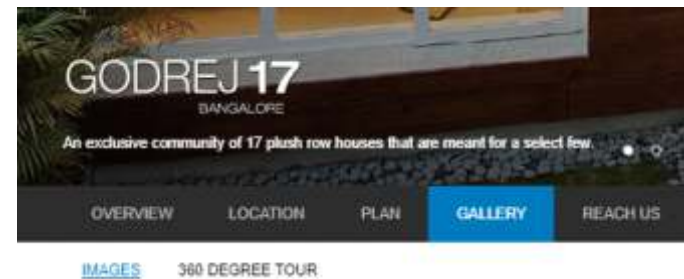 GODREJ 17
BANGALORE
An exclusive community of 17 plush row houses that are meant for a select few.
OVERVIEW LOCATION PLAN GALLERY REACH US
IMAGES 360 DEGREE TOUR